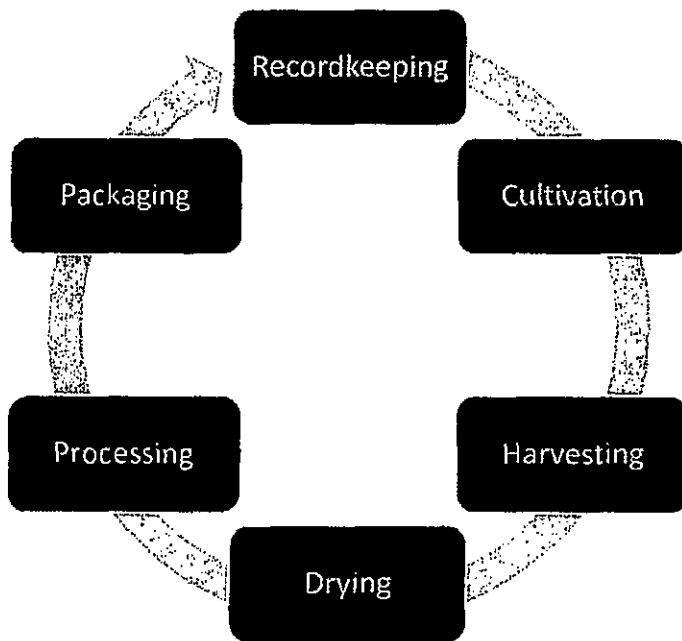 Recordkeeping
Cultivation
Harvesting
Drying
Processing
Packaging